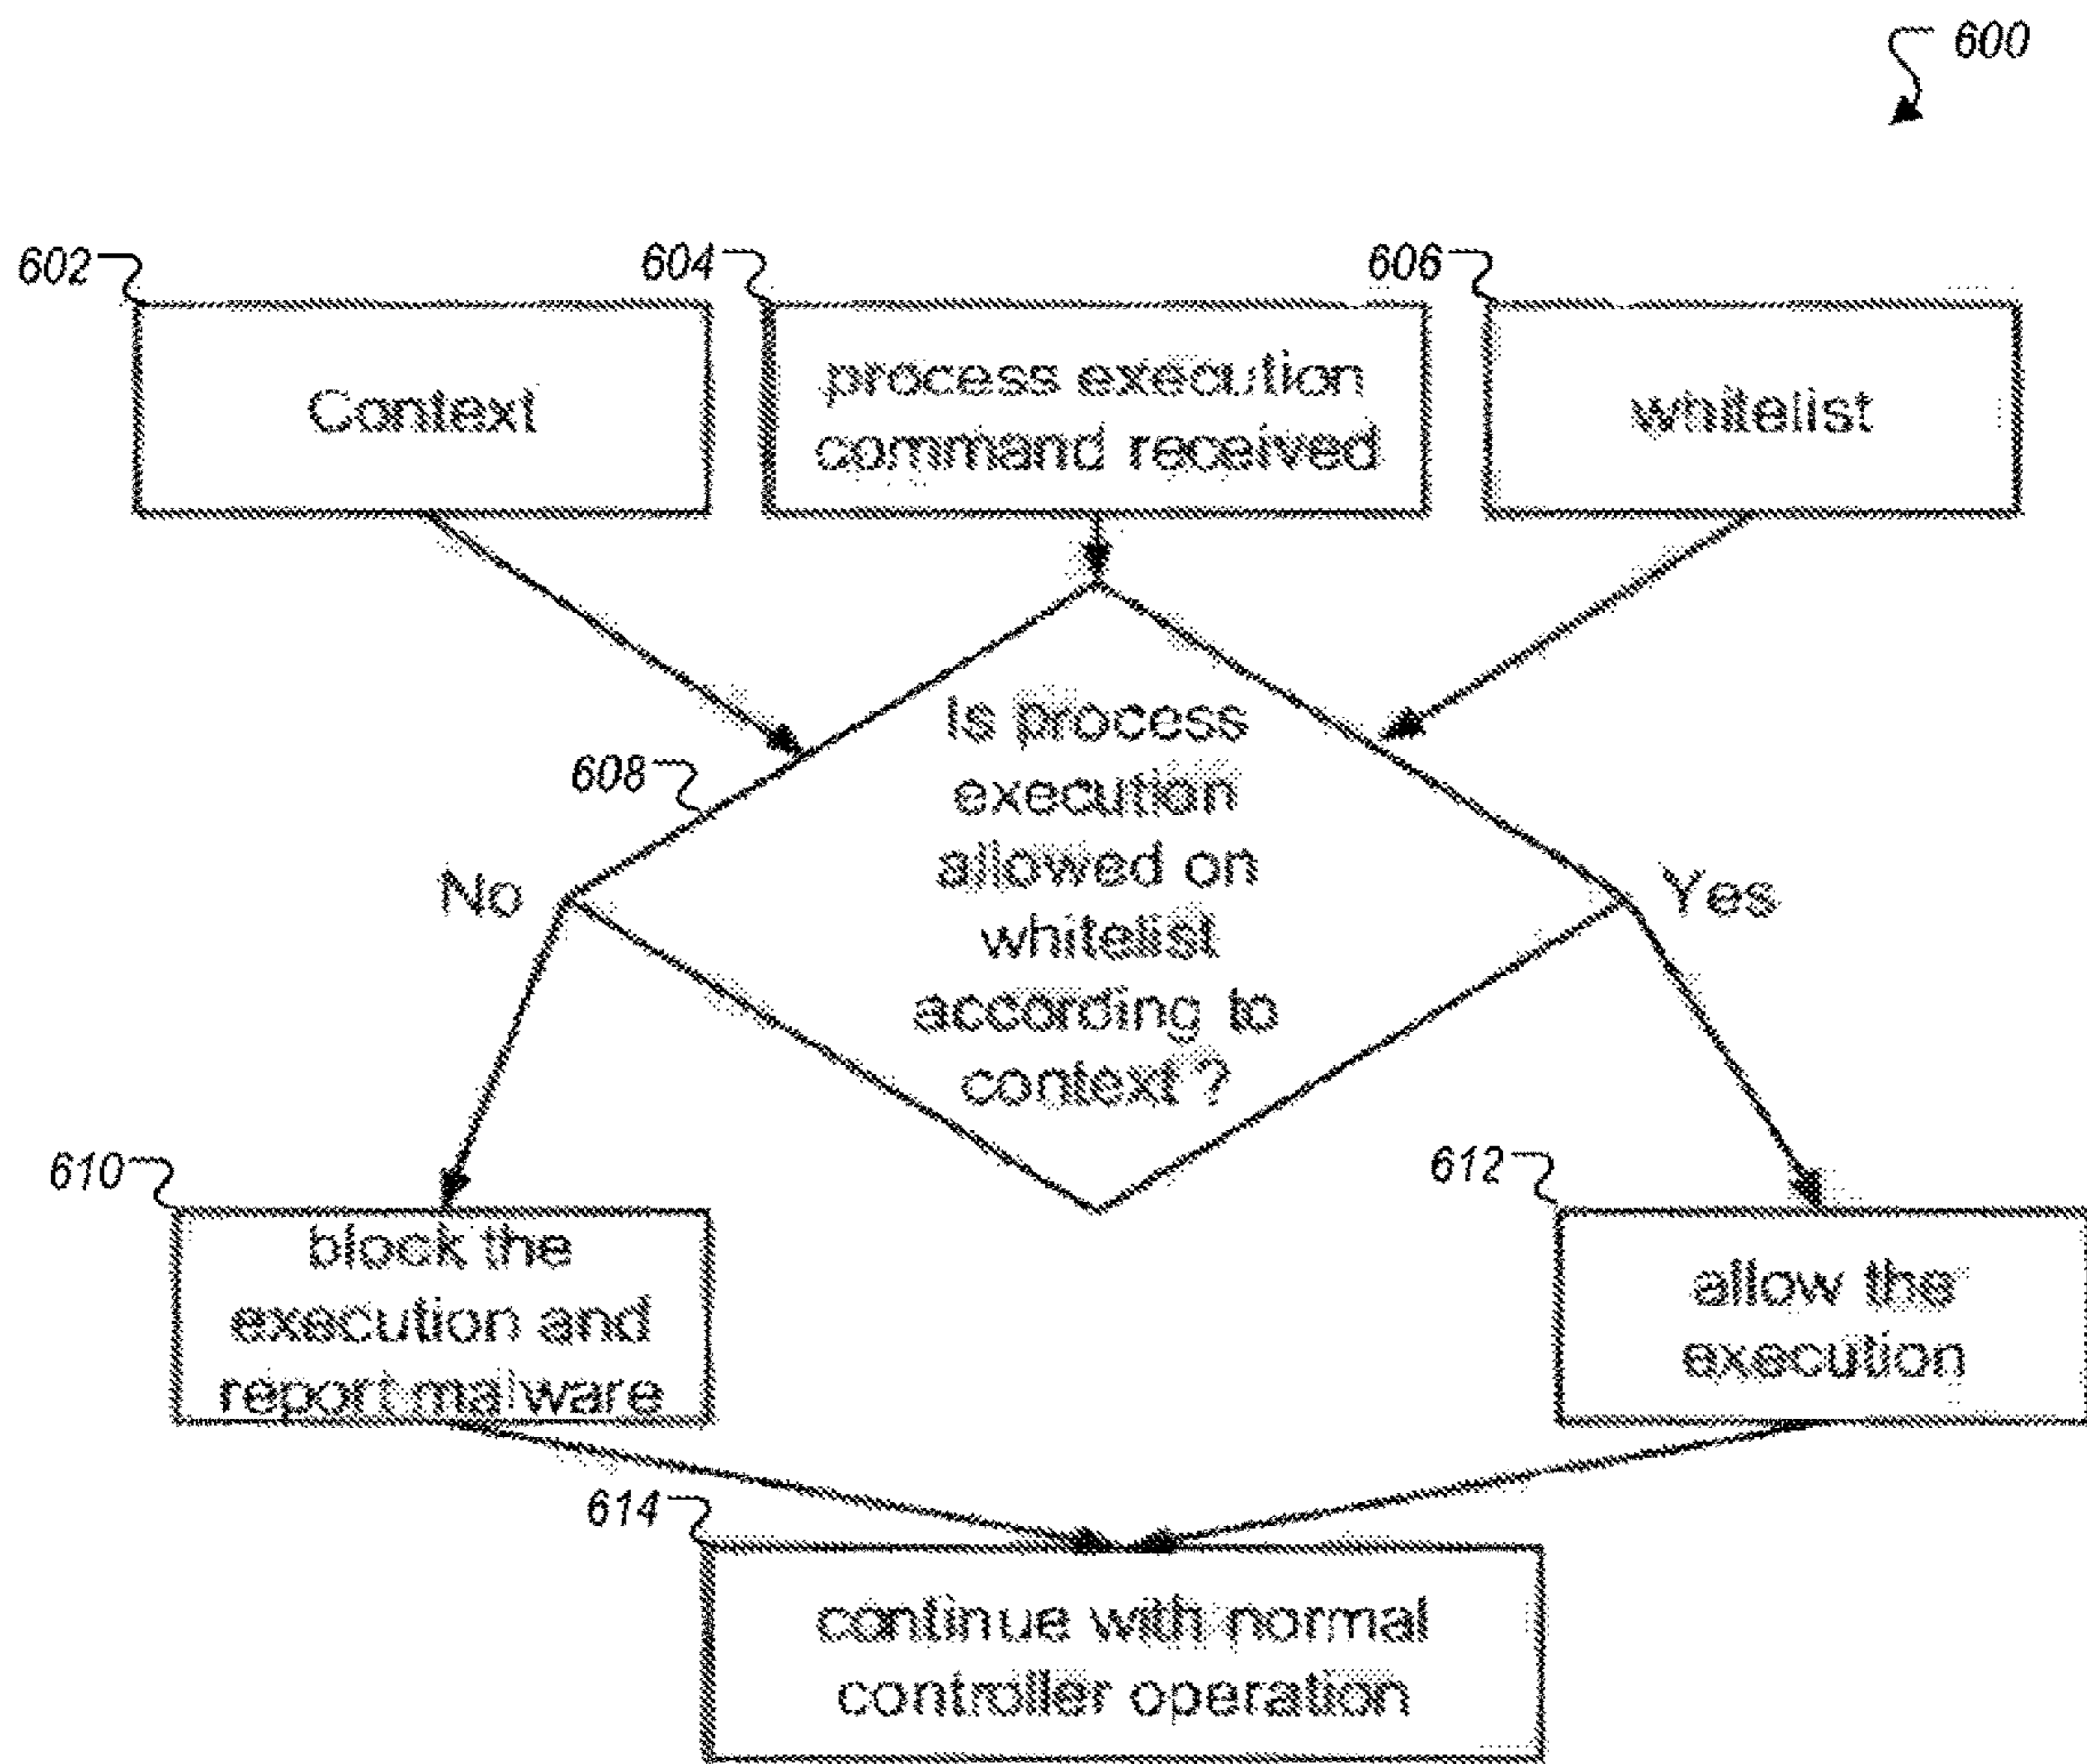 600
602
604
606
Context
process execution
command received
whitelist
608
Is process
execution
allowed on
whitelist
according to
context ?
No
Yes
610
612
block the
execution and
report malware
allow the
execution
614
continue with normal
controller operation